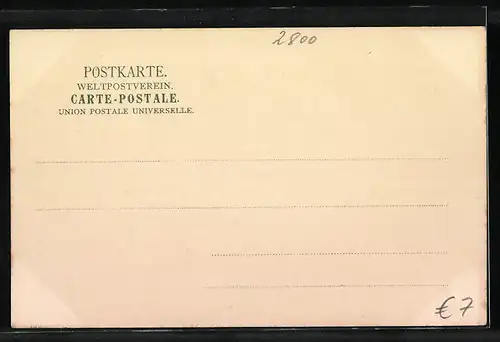 2800
POSTKARTE.
WELTPOSTVEREIN.
CARTE-POSTALE.
UNION POSTALE UNIVERSELLE.
€ 7